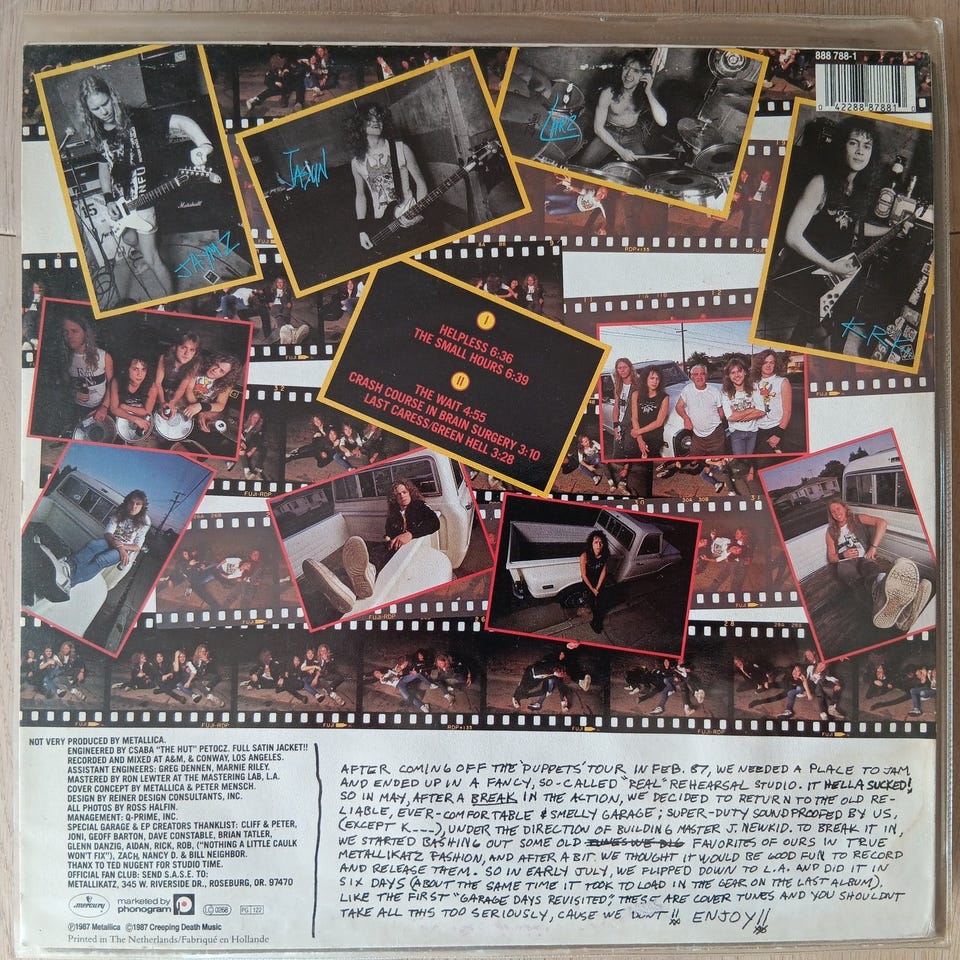 888 788-1
0 42288 87881 0
JAYMZ
JASUN
LARZ
KRK
I
HELPLESS 6:36
THE SMALL HOURS 6:39
II
THE WAIT 4:55
CRASH COURSE IN BRAIN SURGERY 3:10
LAST CARESS/GREEN HELL 3:28
NOT VERY PRODUCED BY METALLICA.
ENGINEERED BY CSABA "THE HUT" PETOCZ, FULL SATIN JACKET!!
RECORDED AND MIXED AT A&M, & CONWAY, LOS ANGELES.
ASSISTANT ENGINEERS: GREG DENNEN, MARNIE RILEY.
MASTERED BY RON LEWTER AT THE MASTERING LAB, L.A.
COVER CONCEPT BY METALLICA & PETER MENSCH.
DESIGN BY REINER DESIGN CONSULTANTS, INC.
ALL PHOTOS BY ROSS HALFIN.
MANAGEMENT: Q-PRIME, INC.
SPECIAL GARAGE & EP CREATORS THANKLIST: CLIFF & PETER,
JONI, GEOFF BARTON, DAVE CONSTABLE, BRIAN TATLER,
GLENN DANZIG, AIDAN, RICK, ROB, ("NOTHING A LITTLE CAULK
WON'T FIX"), ZACH, NANCY D. & BILL NEIGHBOR.
THANX TO TED NUGENT FOR STUDIO TIME.
OFFICIAL FAN CLUB: SEND S.A.S.E. TO:
METALLIKATZ, 345 W. RIVERSIDE DR., ROSEBURG, OR. 97470
mercury
marketed by
phonogram
LC 0268
PG 122
Ⓟ1987 Metallica ©1987 Creeping Death Music
Printed in The Netherlands/Fabriqué en Hollande
AFTER COMING OFF THE 'PUPPETS' TOUR IN FEB. 87, WE NEEDED A PLACE TO JAM
AND ENDED UP IN A FANCY, SO-CALLED "REAL" REHEARSAL STUDIO. IT HELLA SUCKED!
SO IN MAY, AFTER A BREAK IN THE ACTION, WE DECIDED TO RETURN TO THE OLD RE-
LIABLE, EVER-COMFORTABLE & SMELLY GARAGE; SUPER-DUTY SOUNDPROOFED BY US,
(EXCEPT K---), UNDER THE DIRECTION OF BUILDING MASTER J. NEWKID. TO BREAK IT IN,
WE STARTED BASHING OUT SOME OLD FAVORITES OF OURS IN TRUE
METALLIKATZ FASHION, AND AFTER A BIT WE THOUGHT IT WOULD BE GOOD FUN TO RECORD
AND RELEASE THEM. SO IN EARLY JULY, WE FLIPPED DOWN TO L.A. AND DID IT IN
SIX DAYS (ABOUT THE SAME TIME IT TOOK TO LOAD IN THE GEAR ON THE LAST ALBUM).
LIKE THE FIRST "GARAGE DAYS REVISITED", THESE ARE COVER TUNES AND YOU SHOULDNT
TAKE ALL THIS TOO SERIOUSLY, CAUSE WE DON'T!! ENJOY!!